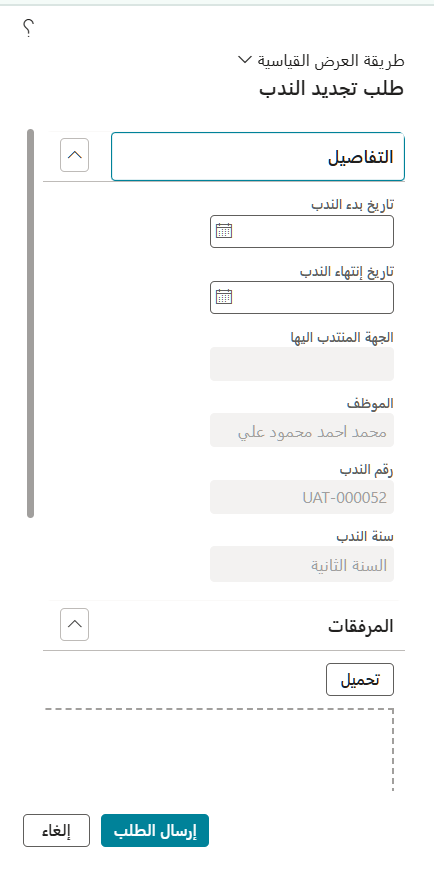 ؟
طريقة العرض القياسية
طلب تجديد الندب
التفاصيل
تاريخ بدء الندب
تاريخ إنتهاء الندب
الجهة المنتدب اليها
الموظف
محمد احمد محمود علي
رقم الندب
UAT-000052
سنة الندب
السنة الثانية
المرفقات
تحميل
إرسال الطلب
إلغاء